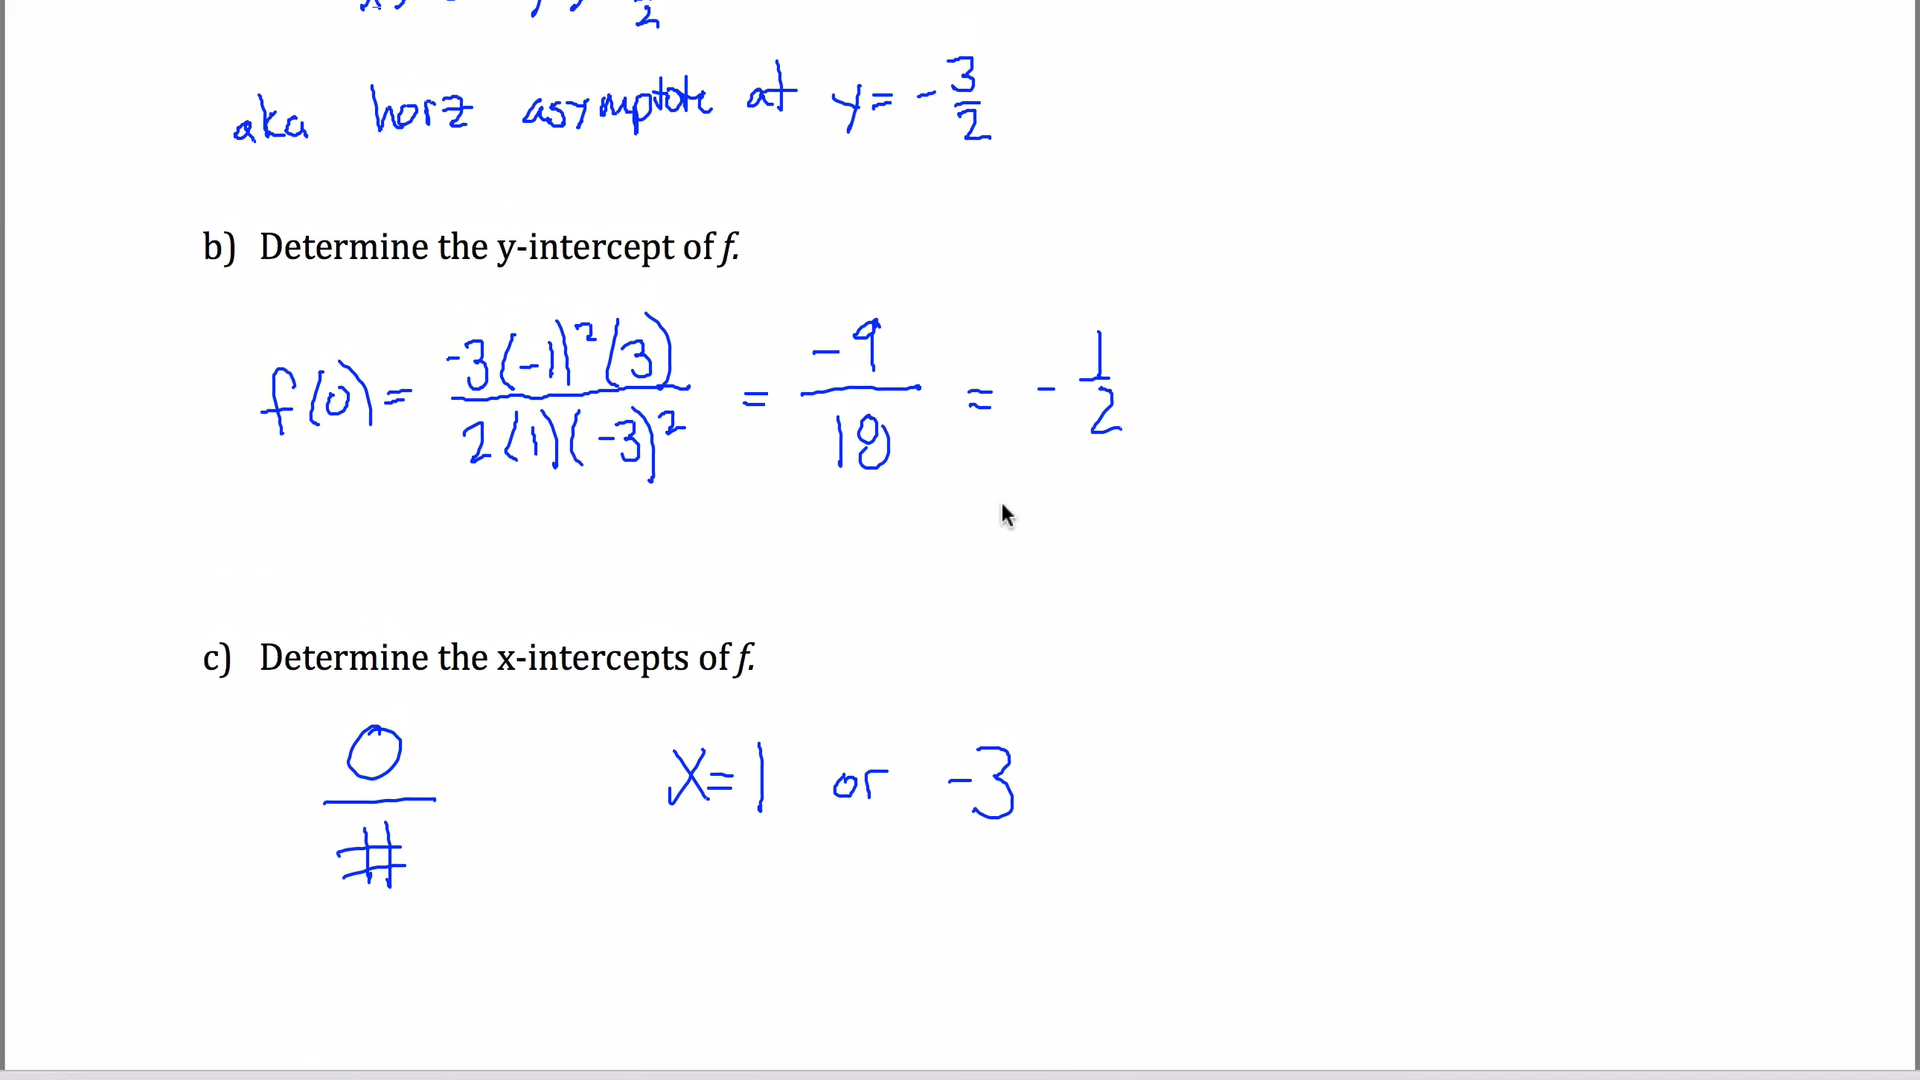 aka horz asymptote at y = -3/2
b) Determine the y-intercept of f.
f(0) = -3(-1)²(3) / 2(1)(-3)² = -9/18 = -1/2
c) Determine the x-intercepts of f.
0/# x=1 or -3